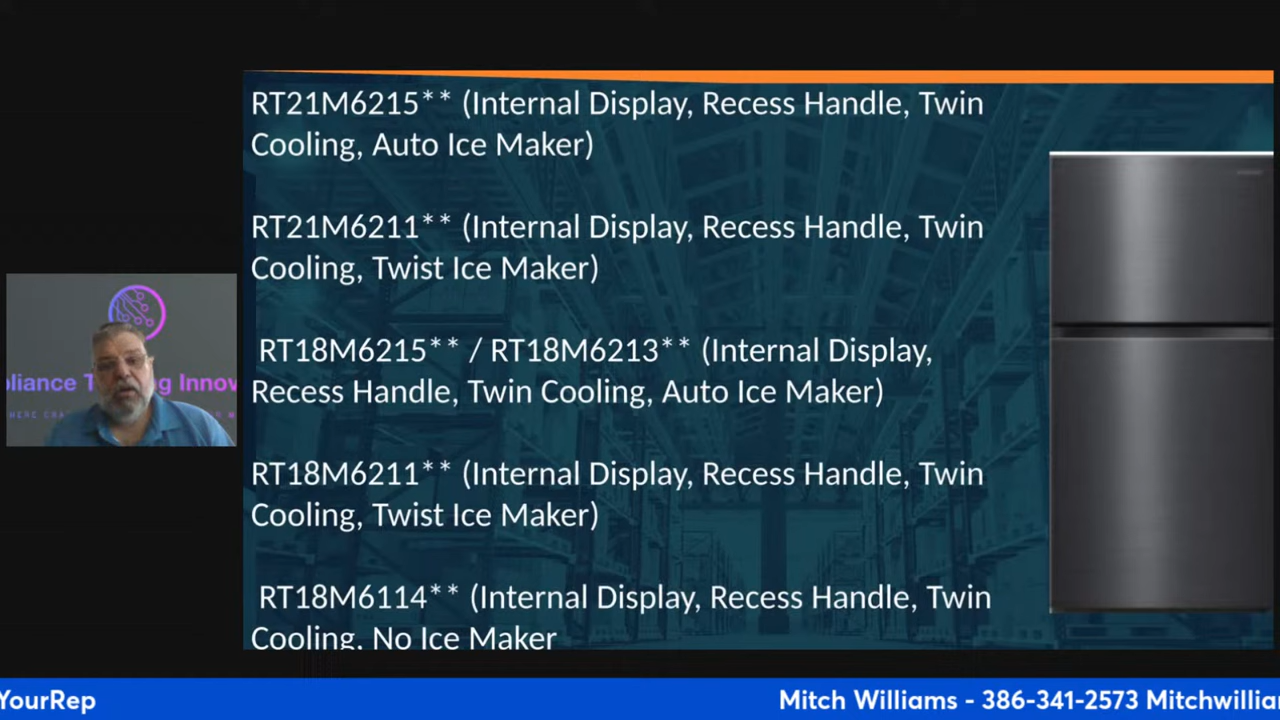 RT21M6215** (Internal Display, Recess Handle, Twin
Cooling, Auto Ice Maker)
RT21M6211** (Internal Display, Recess Handle, Twin
Cooling, Twist Ice Maker)
RT18M6215** / RT18M6213** (Internal Display,
Recess Handle, Twin Cooling, Auto Ice Maker)
RT18M6211** (Internal Display, Recess Handle, Twin
Cooling, Twist Ice Maker)
RT18M6114** (Internal Display, Recess Handle, Twin
Cooling, No Ice Maker
pliance T g Innov
YourRep
Mitch Williams - 386-341-2573 Mitchwillia